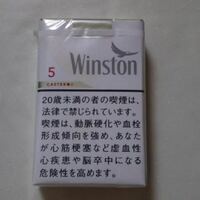 Winston
5
CASTER
20歳未満の者の喫煙は、
法律で禁じられています。
喫煙は、動脈硬化や血栓
形成傾向を強め、あなた
が心筋梗塞など虚血性
心疾患や脳卒中になる
危険性を高めます。